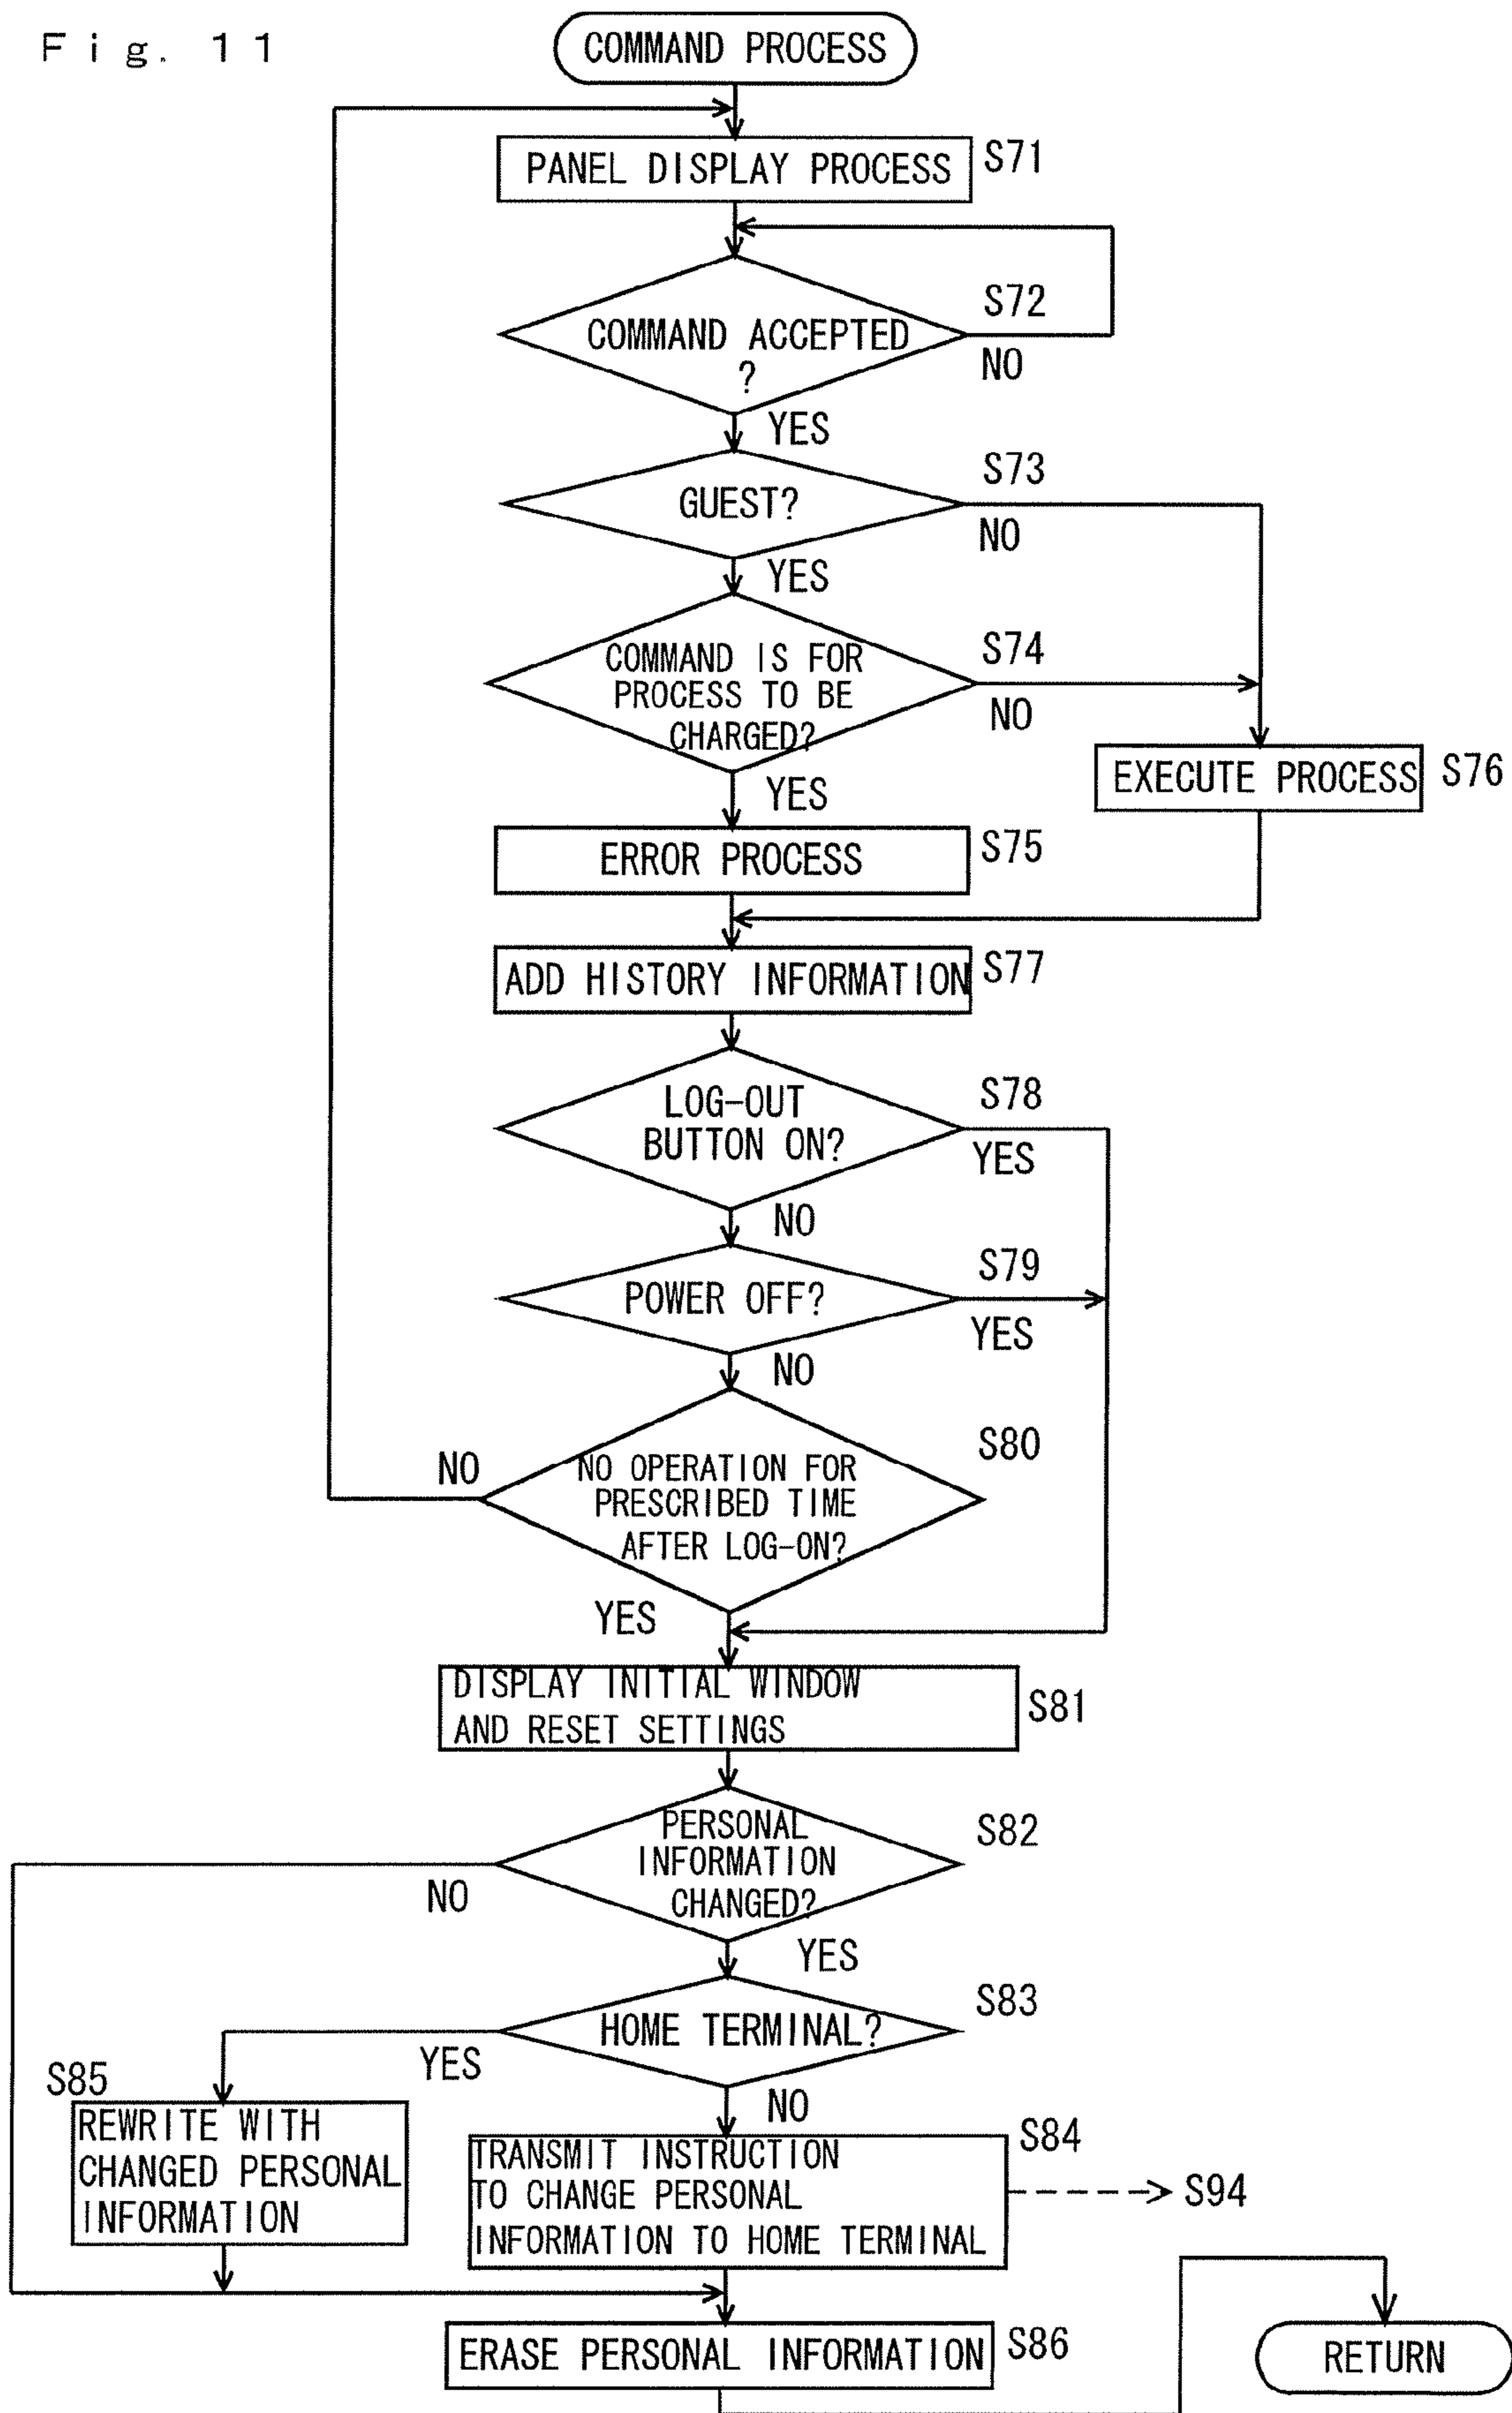 Fig. 11
COMMAND PROCESS
PANEL DISPLAY PROCESS
S71
S72
COMMAND ACCEPTED
?
NO
YES
S73
GUEST?
NO
YES
S74
COMMAND IS FOR
PROCESS TO BE
CHARGED?
NO
YES
EXECUTE PROCESS
S76
ERROR PROCESS
S75
ADD HISTORY INFORMATION
S77
S78
LOG-OUT
BUTTON ON?
YES
NO
S79
POWER OFF?
YES
NO
S80
NO
NO OPERATION FOR
PRESCRIBED TIME
AFTER LOG-ON?
YES
DISPLAY INITIAL WINDOW
AND RESET SETTINGS
S81
S82
PERSONAL
INFORMATION
CHANGED?
NO
YES
S83
HOME TERMINAL?
YES
NO
S85
REWRITE WITH
CHANGED PERSONAL
INFORMATION
S84
TRANSMIT INSTRUCTION
TO CHANGE PERSONAL
INFORMATION TO HOME TERMINAL
S94
ERASE PERSONAL INFORMATION
S86
RETURN